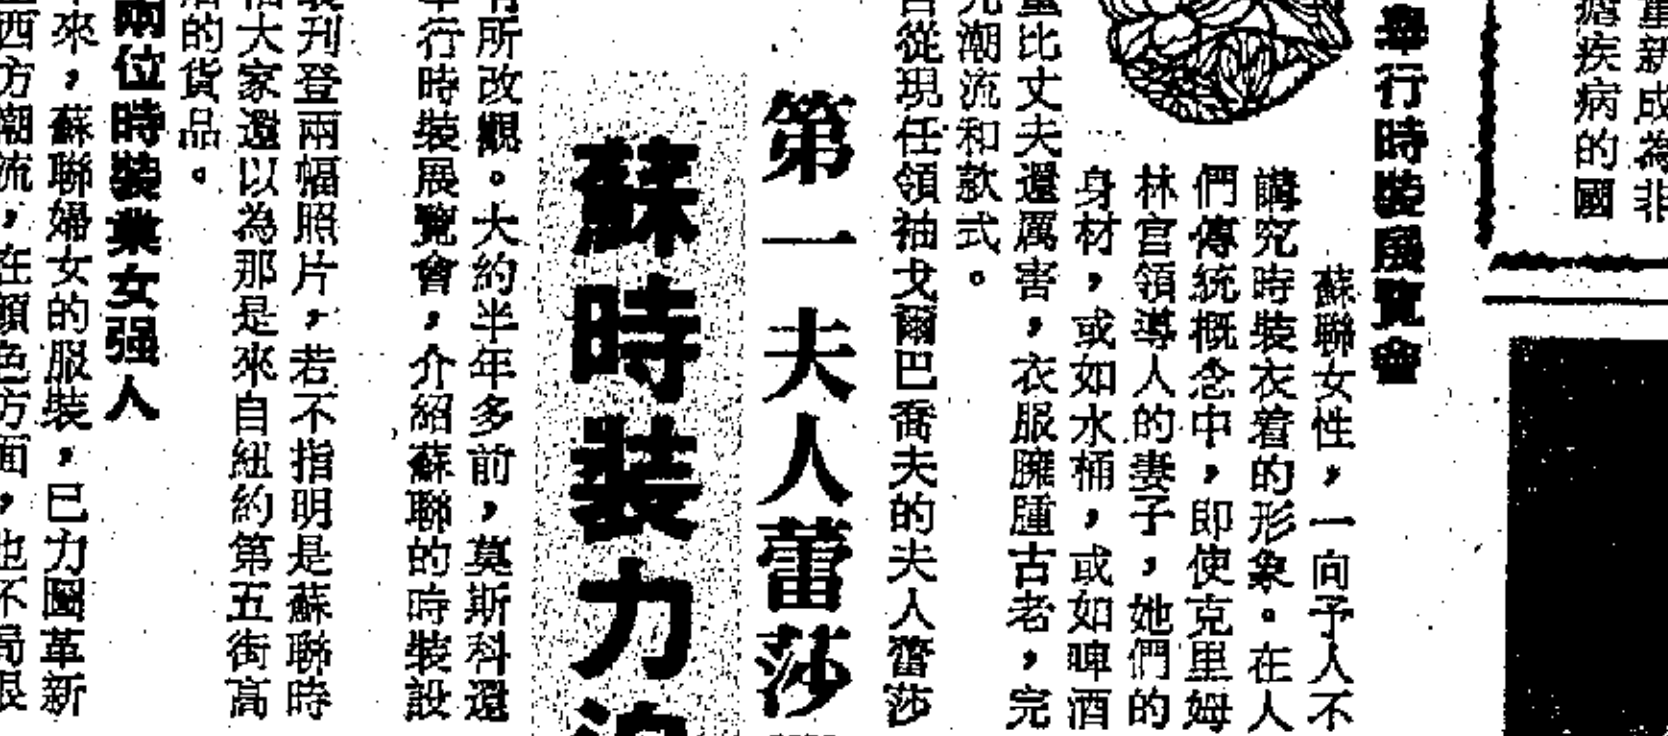 重新成為非
疾病的國
舉行時裝展覽會
蘇聯女性，一向予人不
講究時裝衣着的形象。在人
們傳統概念中，即使克里姆
林宮領導人的妻子，她們的
身材，或如水桶，或如啤酒
比丈夫還厲害，衣服臃腫古老，完
潮流和款式。
從現任領袖戈爾巴喬夫的夫人蕾莎
第一夫人蕾莎
蘇時裝力
所改觀。大約半年多前，莫斯科還
行時裝展覽會，介紹蘇聯的時裝設
刊登兩幅照片，若不指明是蘇聯時
大家還以為那是來自紐約第五街高
的貨品。
兩位時裝業女强人
來，蘇聯婦女的服裝，已力圖革新
西方潮流，在顏色方面，也不局限